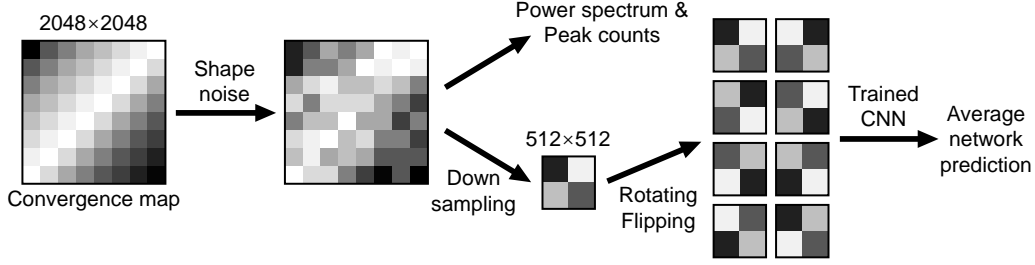 2048×2048
Convergence map
Shape
noise
Power spectrum &
Peak counts
Down
sampling
512×512
Rotating
Flipping
Trained
CNN
Average
network
prediction